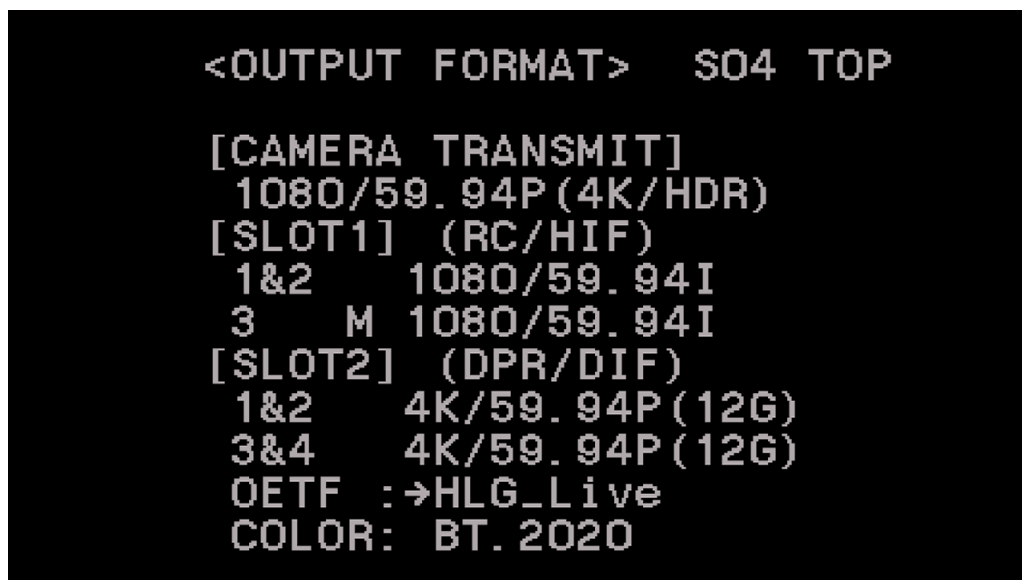 <OUTPUT FORMAT> S04 TOP
[CAMERA TRANSMIT]
1080/59.94P(4K/HDR)
[SLOT1] (RC/HIF)
1&2 1080/59.94I
3 M 1080/59.94I
[SLOT2] (DPR/DIF)
1&2 4K/59.94P(12G)
3&4 4K/59.94P(12G)
OETF :→HLG_Live
COLOR: BT.2020